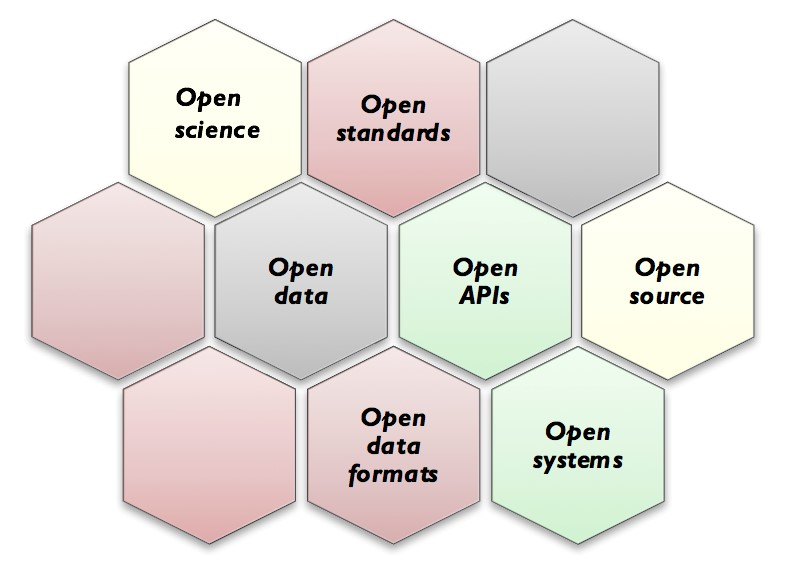 Open
science
Open
standards
Open
data
Open
APIs
Open
source
Open
data
formats
Open
systems